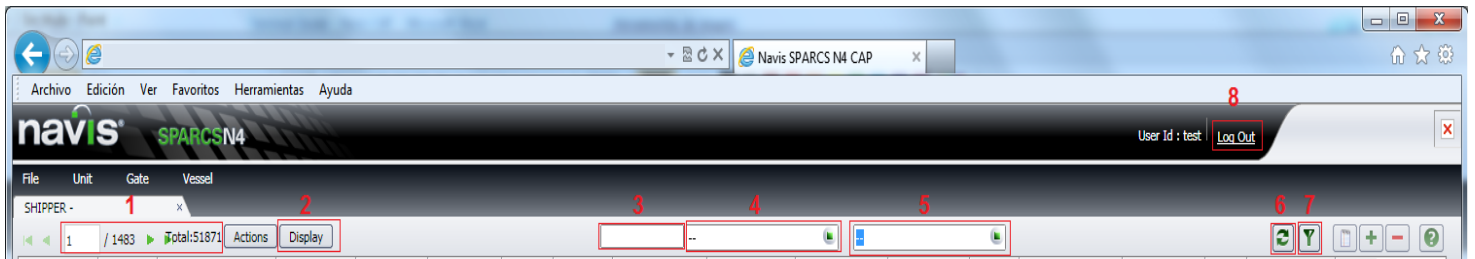 Navis SPARCS N4 CAP
Archivo Edición Ver Favoritos Herramientas Ayuda
8
navis SPARCSN4
User Id : test Log Out
File Unit Gate Vessel
SHIPPER - 1 2 3 4 5 6 7
1 / 1483 Total:51871 Actions Display -- --